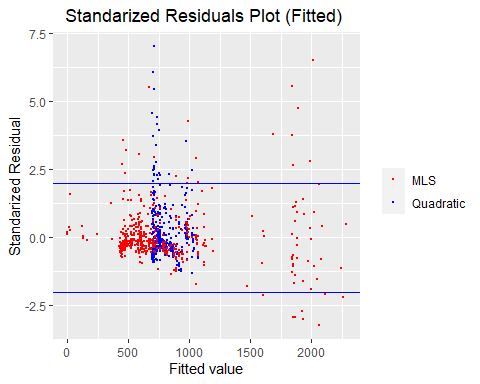 Standarized Residuals Plot (Fitted)
Standarized Residual
7.5
5.0
2.5
0.0
-2.5
0 500 1000 1500 2000
Fitted value
MLS
Quadratic